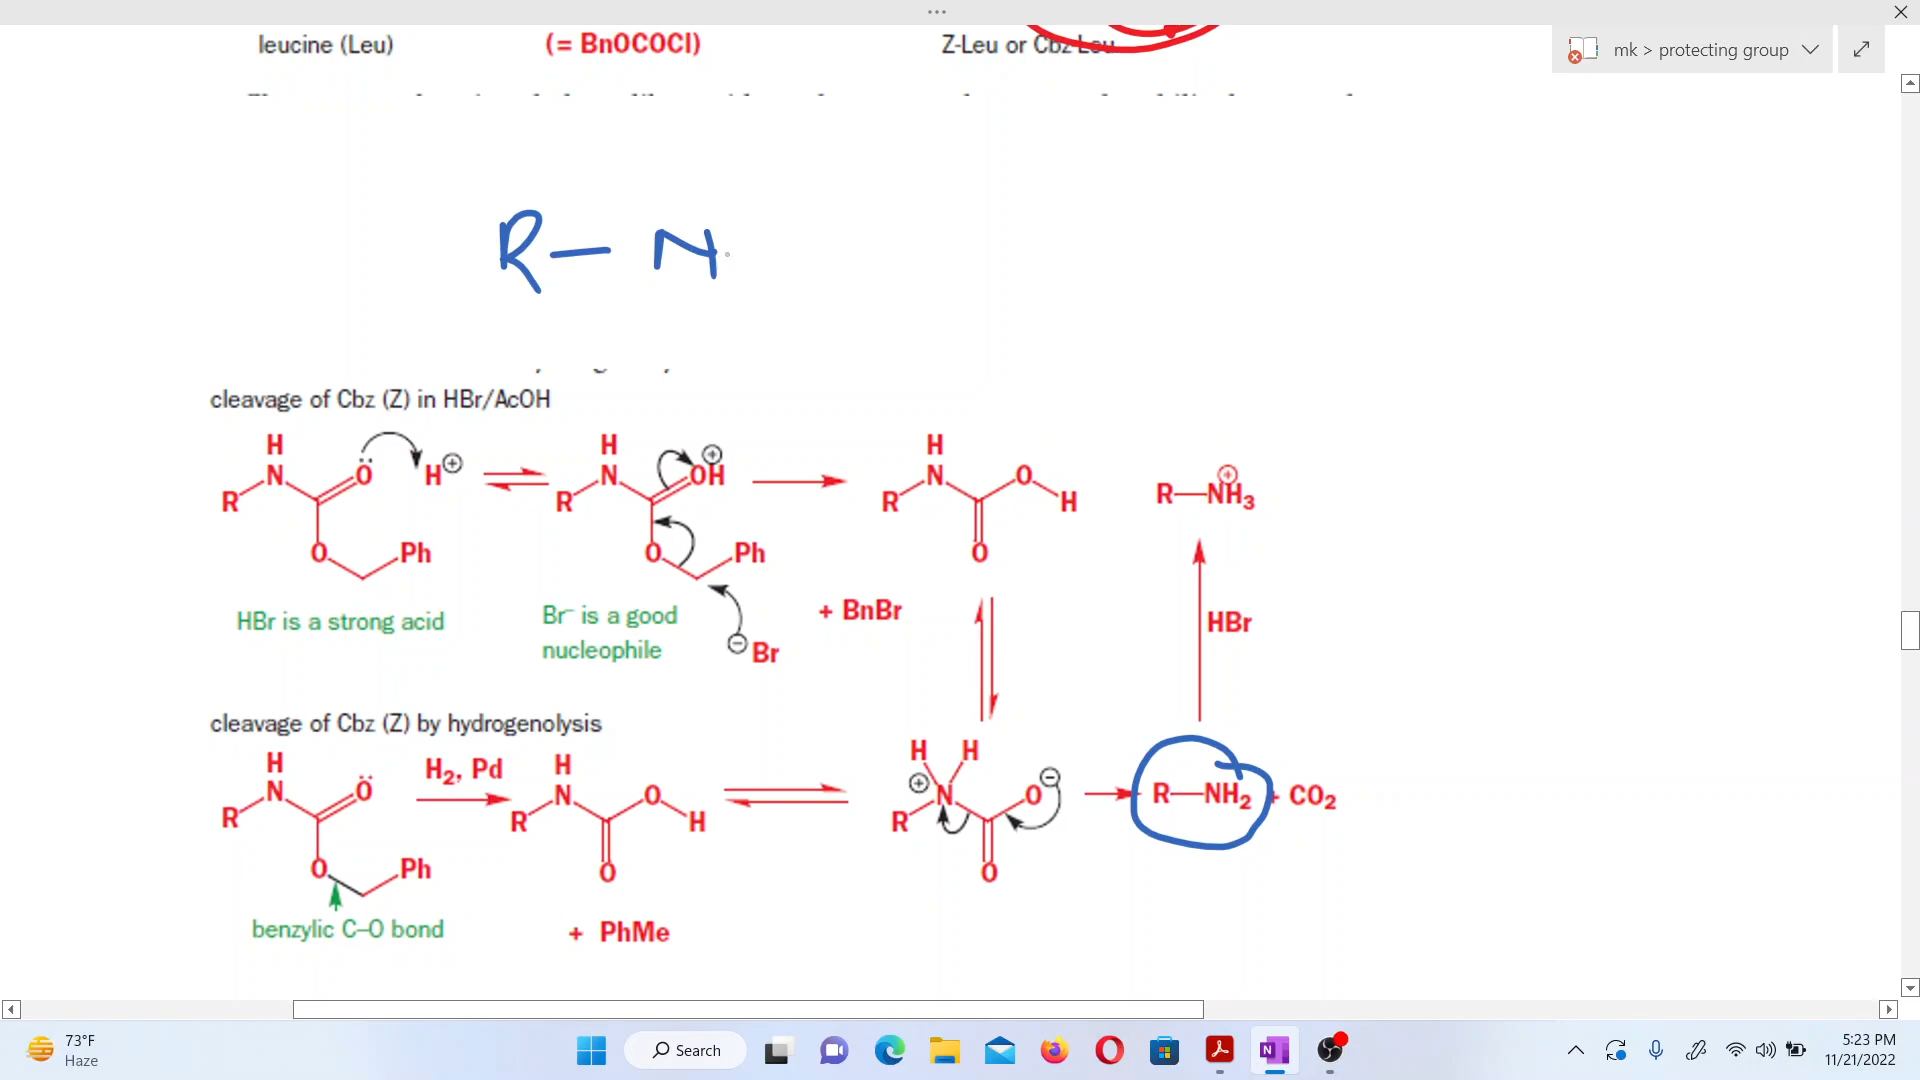 leucine (Leu)
(= BnOCOCl)
Z-Leu or Cbz-Leu
mk > protecting group
R — N
cleavage of Cbz (Z) in HBr/AcOH
H
N
R
O
O
Ph
H⊕
H
N
R
OH
⊕
O
Ph
H
N
R
O
H
O
R—NH3
⊕
HBr is a strong acid
Br– is a good
nucleophile
⊖Br
+ BnBr
HBr
cleavage of Cbz (Z) by hydrogenolysis
H
N
R
O
O
Ph
H2, Pd
H
N
R
O
H
O
H H
⊕
N
R
O
⊖
O
R—NH2 + CO2
benzylic C–O bond
+ PhMe
73°F
Haze
Search
5:23 PM
11/21/2022